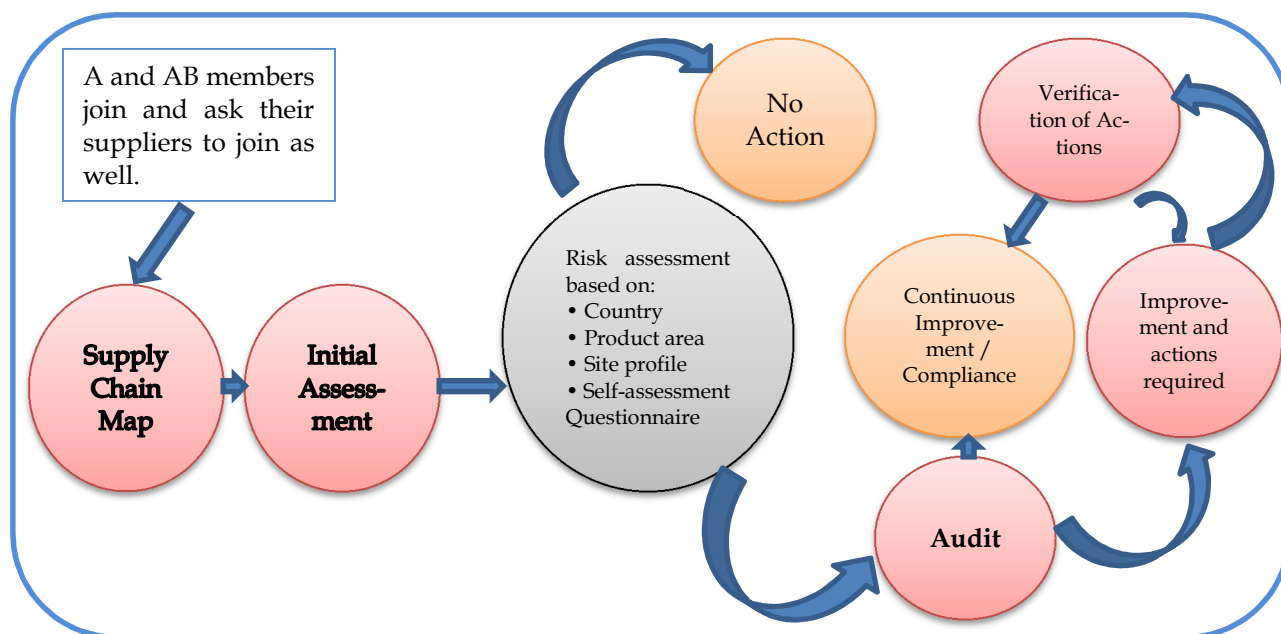 A and AB members
join and ask their
suppliers to join as
well.
Supply
Chain
Map
Initial
Assess-
ment
Risk assessment
based on:
• Country
• Product area
• Site profile
• Self-assessment
Questionnaire
No
Action
Audit
Continuous
Improve-
ment /
Compliance
Improve-
ment and
actions
required
Verifica-
tion of Ac-
tions